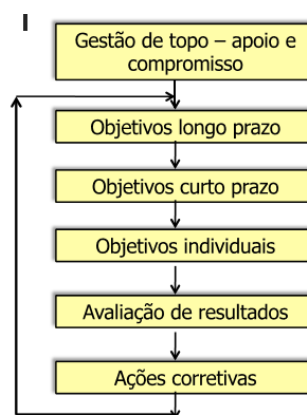 I
Gestão de topo – apoio e
compromisso
Objetivos longo prazo
Objetivos curto prazo
Objetivos individuais
Avaliação de resultados
Ações corretivas